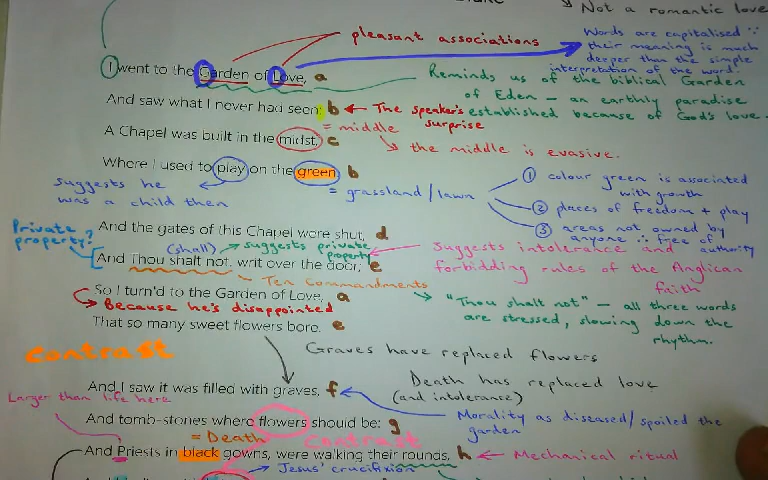 Not a romantic love
pleasant associations
Words are capitalised ∵
their meaning is much
deeper than the simple
interpretation of the word.
I went to the Garden of Love, a
Reminds us of the biblical Garden
of Eden – an earthly paradise
established because of God's love.
And saw what I never had seen: b
The speaker's
surprise
= middle
A Chapel was built in the midst, c
the middle is evasive.
Where I used to play on the green. b
suggests he
was a child then
= grassland / lawn
① colour green is associated
with growth
② places of freedom + play
③ areas not owned by
anyone ∴ free of
authority
Private
property?
And the gates of this Chapel were shut, d
(shall) suggests private
property
And Thou shalt not. writ over the door; e
suggests intolerance and
forbidding rules of the Anglican
faith
Ten Commandments
So I turn'd to the Garden of Love, a
Because he's disappointed
"Thou shalt not" – all three words
are stressed, slowing down the
rhythm.
That so many sweet flowers bore. e
contrast
Graves have replaced flowers
And I saw it was filled with graves, f
Death has replaced love
(and intolerance)
Larger than life here
Morality as diseased/spoiled the
garden
And tomb-stones where flowers should be: g
= Death
contrast
And Priests in black gowns, were walking their rounds, h
Mechanical ritual
Jesus' crucifixion